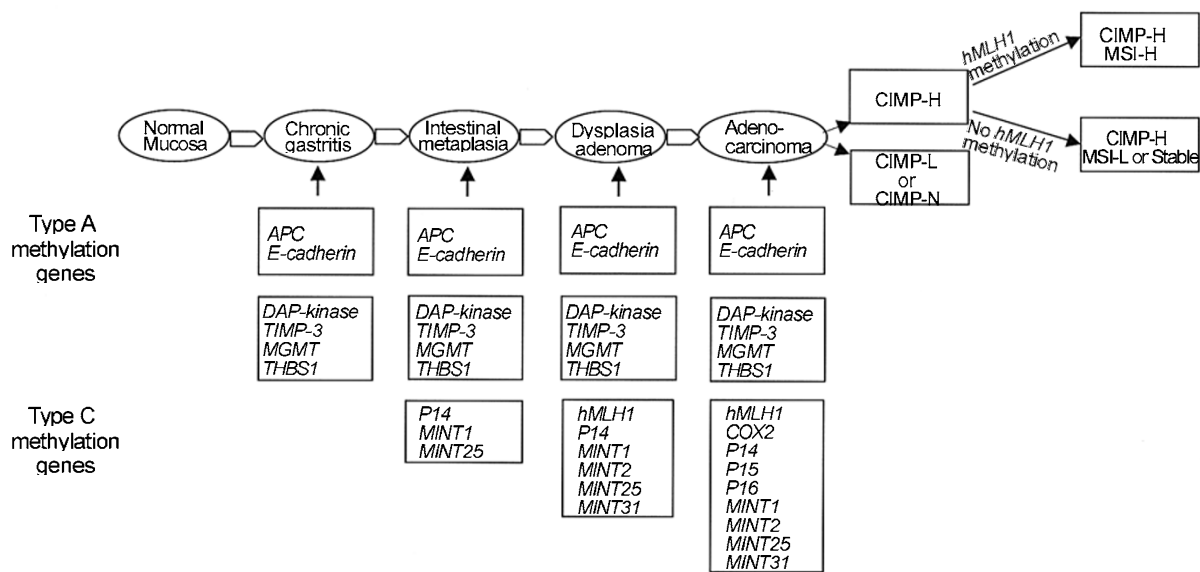 Normal
Mucosa
Chronic
gastritis
Intestinal
metaplasia
Dysplasia
adenoma
Adeno-
carcinoma
CIMP-H
CIMP-L
or
CIMP-N
hMLH1
methylation
No hMLH1
methylation
CIMP-H
MSI-H
CIMP-H
MSI-L or Stable
Type A
methylation
genes
APC
E-cadherin
APC
E-cadherin
APC
E-cadherin
APC
E-cadherin
DAP-kinase
TIMP-3
MGMT
THBS1
DAP-kinase
TIMP-3
MGMT
THBS1
DAP-kinase
TIMP-3
MGMT
THBS1
DAP-kinase
TIMP-3
MGMT
THBS1
Type C
methylation
genes
P14
MINT1
MINT25
hMLH1
P14
MINT1
MINT2
MINT25
MINT31
hMLH1
COX2
P14
P15
P16
MINT1
MINT2
MINT25
MINT31